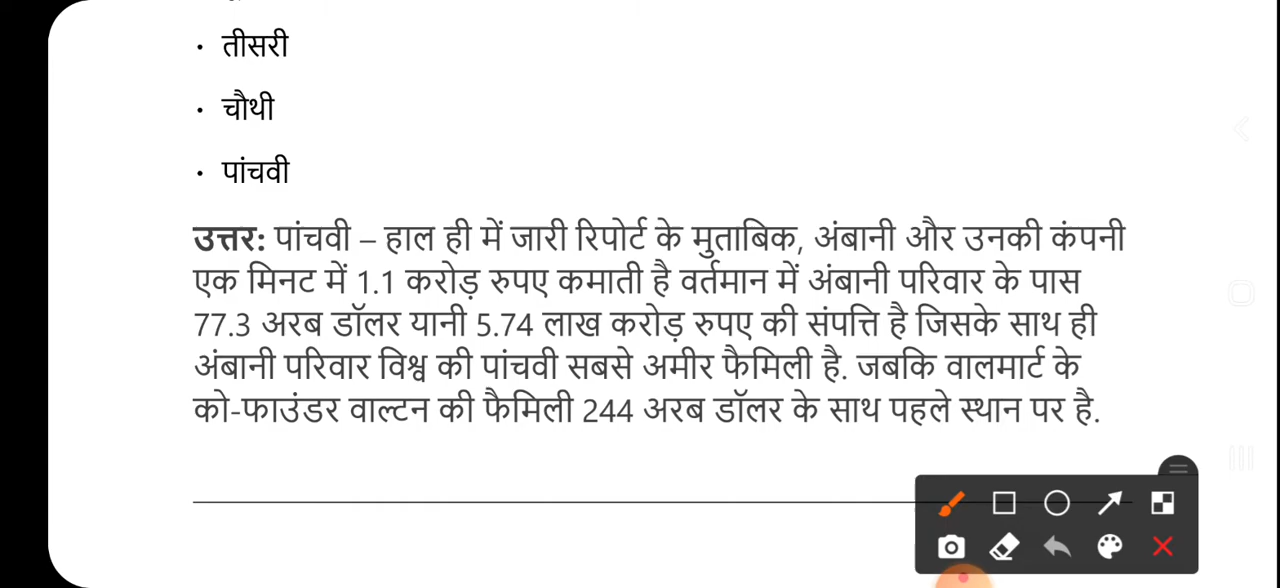 · तीसरी
· चौथी
· पांचवी
उत्तर: पांचवी – हाल ही में जारी रिपोर्ट के मुताबिक, अंबानी और उनकी कंपनी
एक मिनट में 1.1 करोड़ रुपए कमाती है वर्तमान में अंबानी परिवार के पास
77.3 अरब डॉलर यानी 5.74 लाख करोड़ रुपए की संपत्ति है जिसके साथ ही
अंबानी परिवार विश्व की पांचवी सबसे अमीर फैमिली है. जबकि वालमार्ट के
को-फाउंडर वाल्टन की फैमिली 244 अरब डॉलर के साथ पहले स्थान पर है.